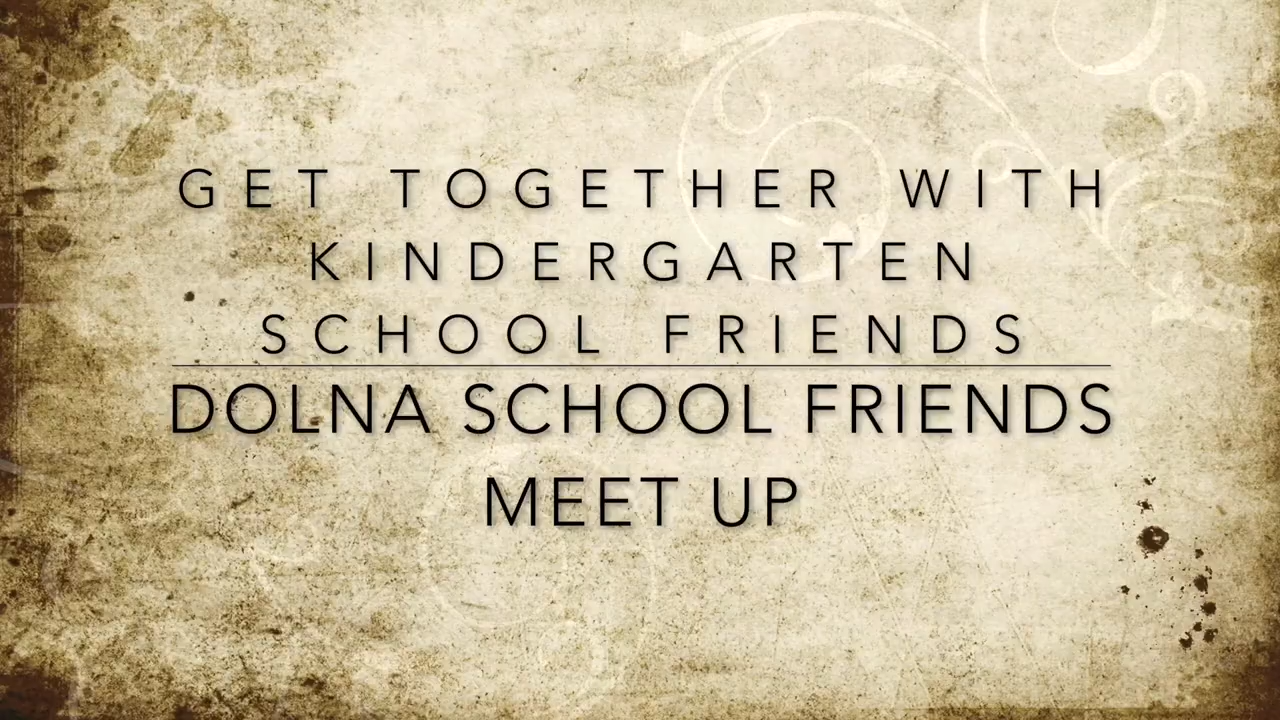 GET TOGETHER WITH
KINDERGARTEN
SCHOOL FRIENDS
DOLNA SCHOOL FRIENDS
MEET UP